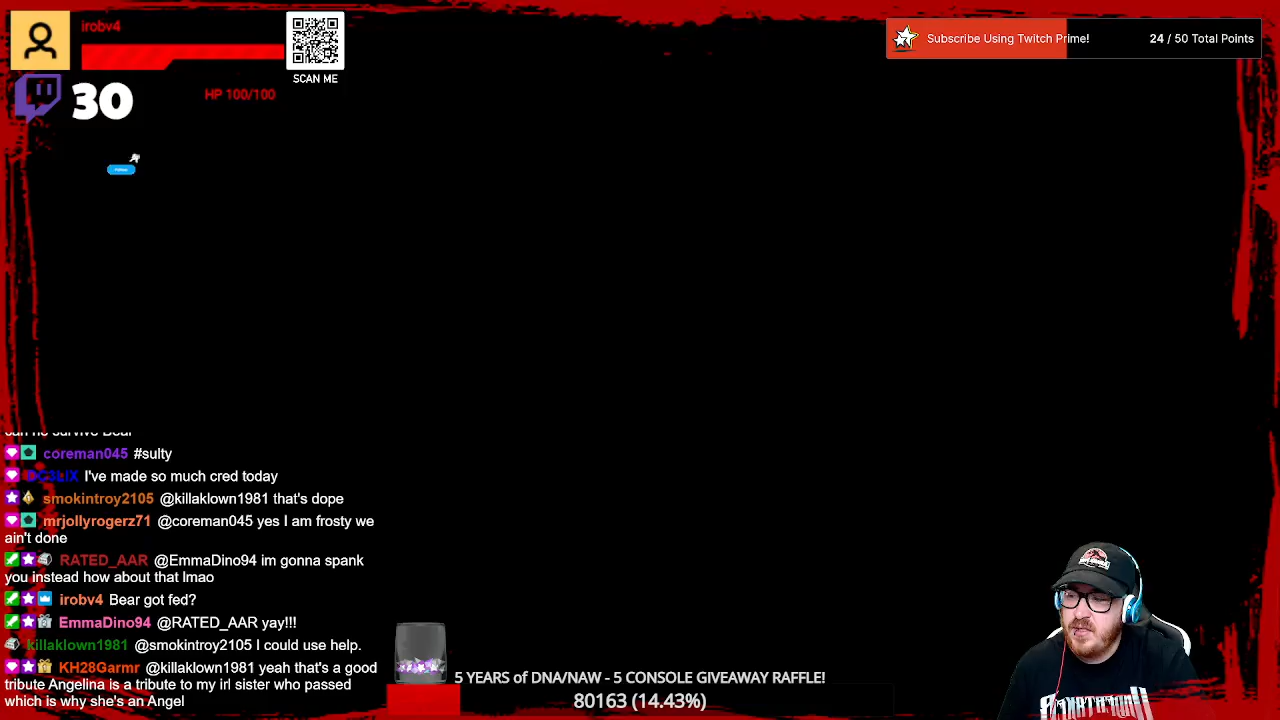 irobv4
SCAN ME
30
HP 100/100
Subscribe Using Twitch Prime! 24 / 50 Total Points
coreman045 #sulty
DC3LIX I've made so much cred today
smokintroy2105 @killaklown1981 that's dope
mrjollyrogerz71 @coreman045 yes I am frosty we
ain't done
RATED_AAR @EmmaDino94 im gonna spank
you instead how about that lmao
irobv4 Bear got fed?
EmmaDino94 @RATED_AAR yay!!!
killaklown1981 @smokintroy2105 I could use help.
KH28Garmr @killaklown1981 yeah that's a good
tribute Angelina is a tribute to my irl sister who passed
which is why she's an Angel
5 YEARS of DNA/NAW - 5 CONSOLE GIVEAWAY RAFFLE!
80163 (14.43%)